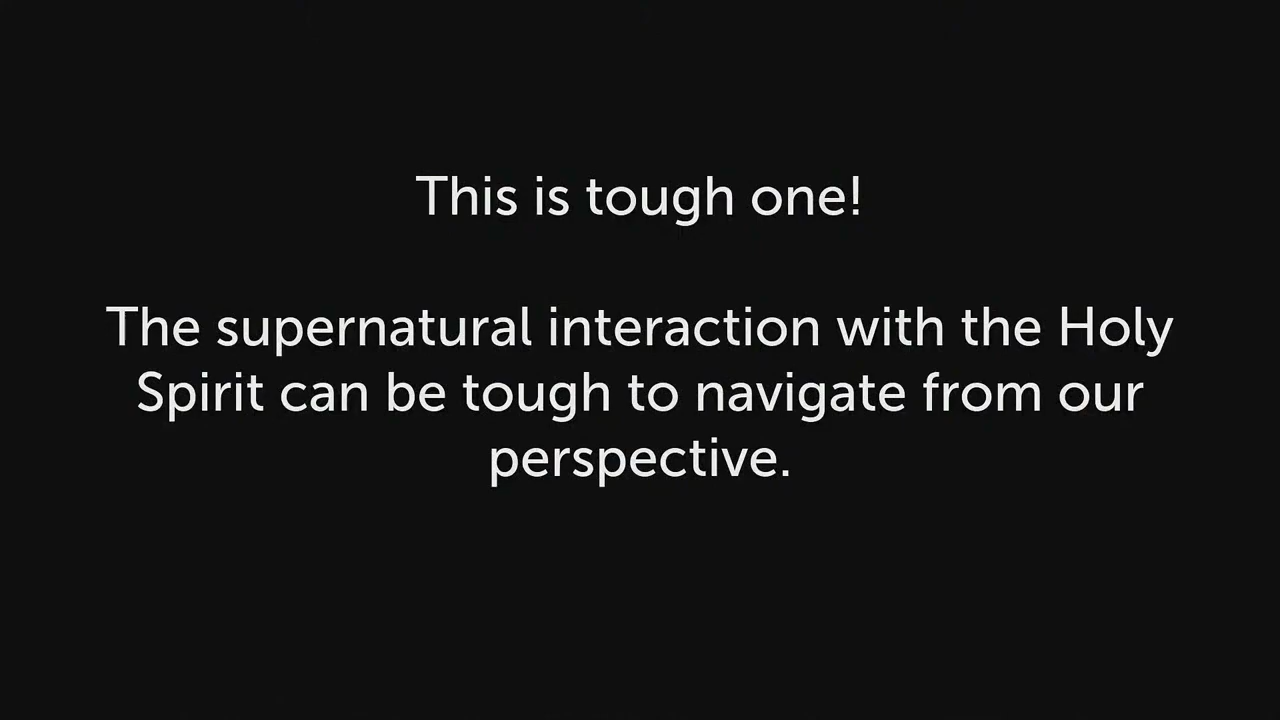 This is tough one!
The supernatural interaction with the Holy
Spirit can be tough to navigate from our
perspective.